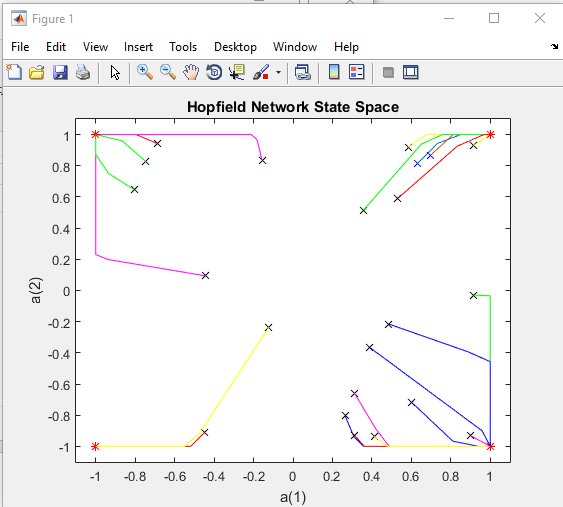 Figure 1
File Edit View Insert Tools Desktop Window Help
Hopfield Network State Space
1
0.8
0.6
0.4
0.2
0
-0.2
-0.4
-0.6
-0.8
-1
a(2)
-1 -0.8 -0.6 -0.4 -0.2 0 0.2 0.4 0.6 0.8 1
a(1)